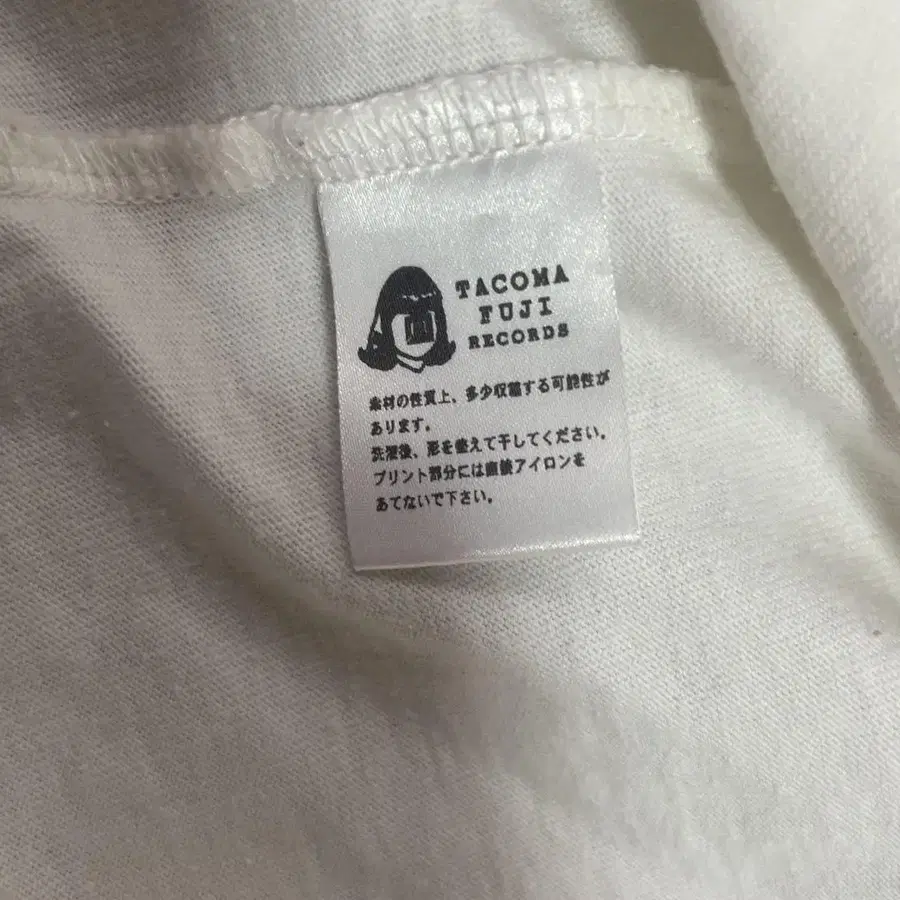 TACOMA
FUJI
RECORDS
素材の性質上、多少収縮する可能性が
あります。
洗濯後、形を整えて干してください。
プリント部分には直接アイロンを
あてないで下さい。